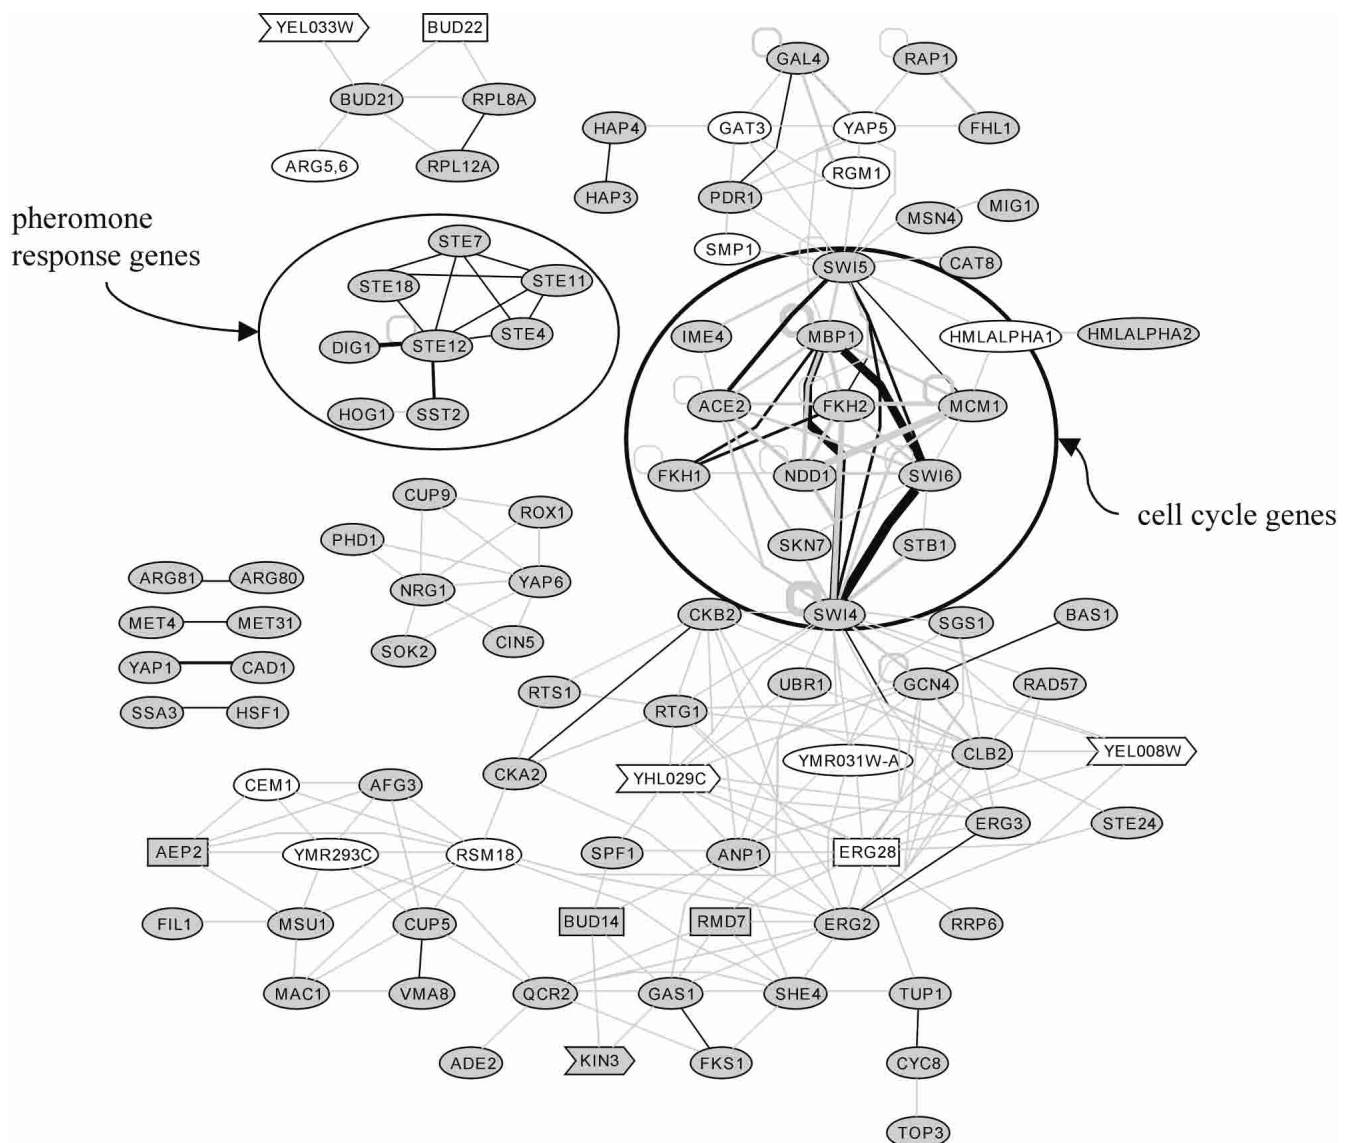 YEL033W
BUD22
GAL4
RAP1
BUD21
RPL8A
HAP4
GAT3
YAP5
FHL1
ARG5,6
RPL12A
RGM1
HAP3
PDR1
MSN4
MIG1
pheromone
response genes
STE7
SMP1
SWI5
CAT8
STE18
STE11
IME4
MBP1
HMLALPHA1
HMLALPHA2
DIG1
STE12
STE4
HOG1
SST2
ACE2
FKH2
MCM1
FKH1
NDD1
SWI6
CUP9
ROX1
cell cycle genes
PHD1
SKN7
STB1
ARG81
ARG80
NRG1
YAP6
MET4
MET31
SOK2
CIN5
CKB2
SWI4
SGS1
BAS1
YAP1
CAD1
RTS1
UBR1
GCN4
RAD57
SSA3
HSF1
RTG1
CKA2
YHL029C
YMR031W-A
CLB2
YEL008W
CEM1
AFG3
ERG3
STE24
AEP2
YMR293C
RSM18
SPF1
ANP1
ERG28
FIL1
MSU1
CUP5
BUD14
RMD7
ERG2
RRP6
MAC1
VMA8
QCR2
GAS1
SHE4
TUP1
ADE2
KIN3
FKS1
CYC8
TOP3